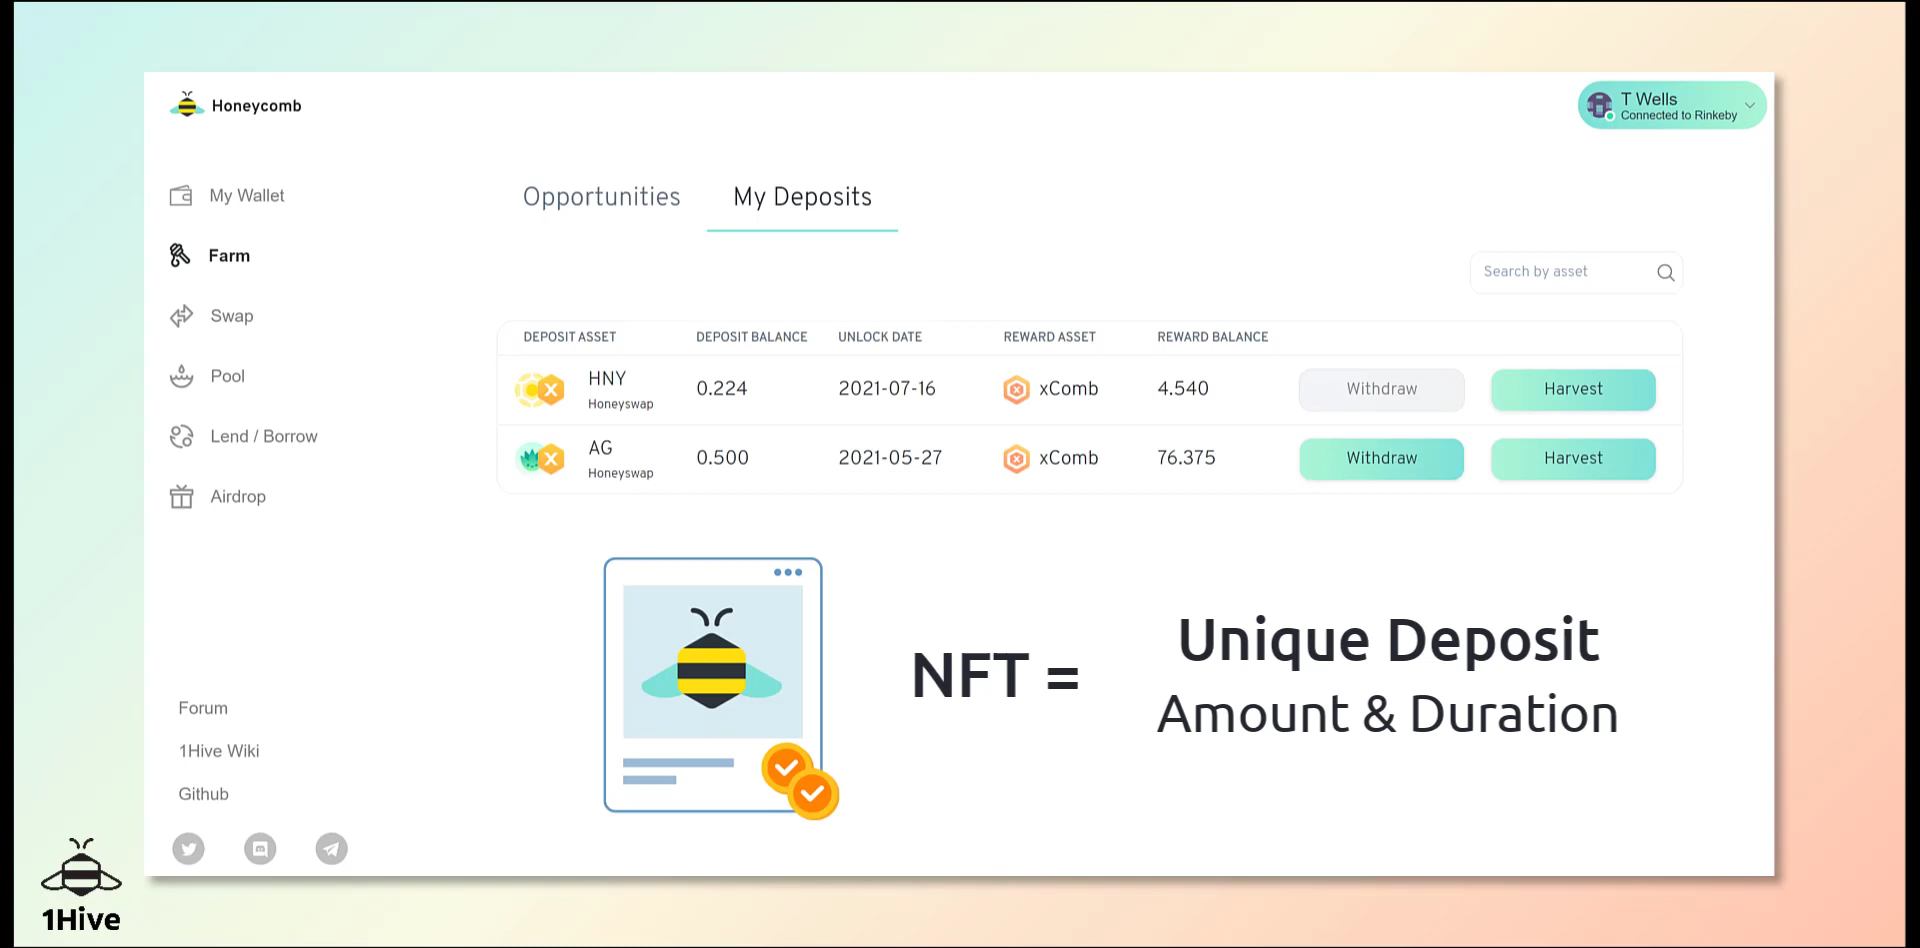 Honeycomb
T Wells
Connected to Rinkeby
My Wallet
Farm
Swap
Pool
Lend / Borrow
Airdrop
Forum
1Hive Wiki
Github
Opportunities
My Deposits
Search by asset
DEPOSIT ASSET DEPOSIT BALANCE UNLOCK DATE REWARD ASSET REWARD BALANCE
HNY
Honeyswap
0.224 2021-07-16 xComb 4.540 Withdraw Harvest
AG
Honeyswap
0.500 2021-05-27 xComb 76.375 Withdraw Harvest
NFT =
Unique Deposit
Amount & Duration
1Hive